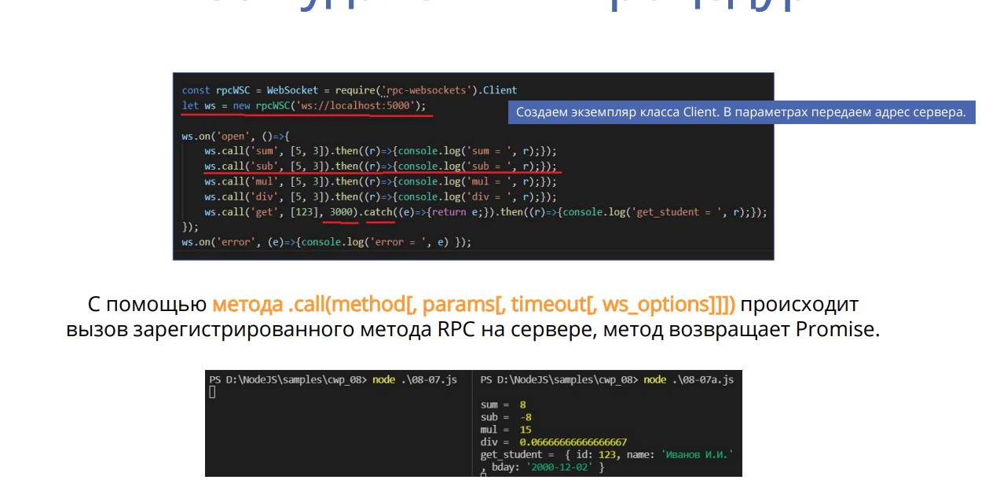 const rpcWSC = WebSocket = require('rpc-websockets').Client
let ws = new rpcWSC('ws://localhost:5000');
Создаем экземпляр класса Client. В параметрах передаем адрес сервера.
ws.on('open', ()=>{
ws.call('sum', [5, 3]).then((r)=>{console.log('sum = ', r);});
ws.call('sub', [5, 3]).then((r)=>{console.log('sub = ', r);});
ws.call('mul', [5, 3]).then((r)=>{console.log('mul = ', r);});
ws.call('div', [5, 3]).then((r)=>{console.log('div = ', r);});
ws.call('get', [123], 3000).catch((e)=>{return e;}).then((r)=>{console.log('get_student = ', r);});
});
ws.on('error', (e)=>{console.log('error = ', e) });
С помощью метода .call(method[, params[, timeout[, ws_options]]]) происходит
вызов зарегистрированного метода RPC на сервере, метод возвращает Promise.
PS D:\NodeJS\samples\cwp_08> node .\08-07.js
PS D:\NodeJS\samples\cwp_08> node .\08-07a.js
sum = 8
sub = -8
mul = 15
div = 0.06666666666666667
get_student = { id: 123, name: 'Иванов И.И.'
, bday: '2000-12-02' }